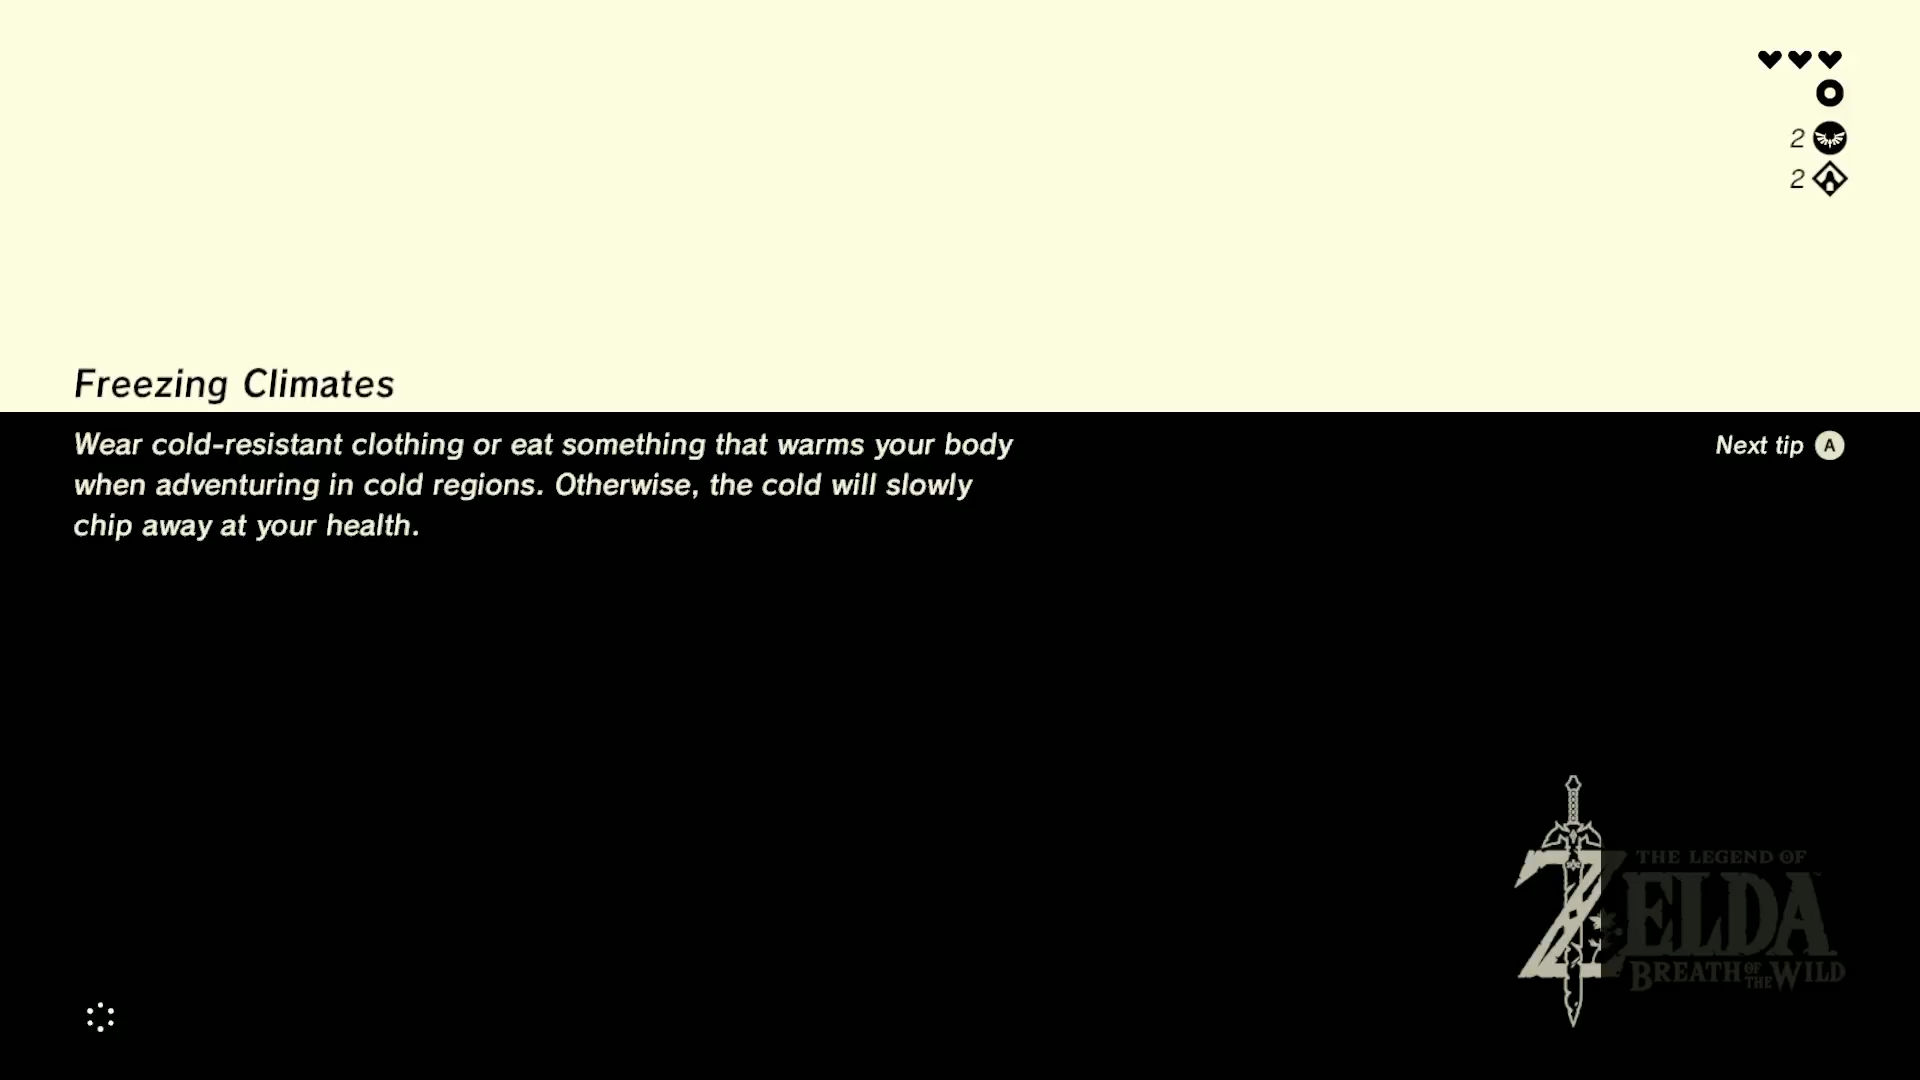 2
2
Freezing Climates
Wear cold-resistant clothing or eat something that warms your body
when adventuring in cold regions. Otherwise, the cold will slowly
chip away at your health.
Next tip A
THE LEGEND OF
ZELDA
BREATH OF THE WILD